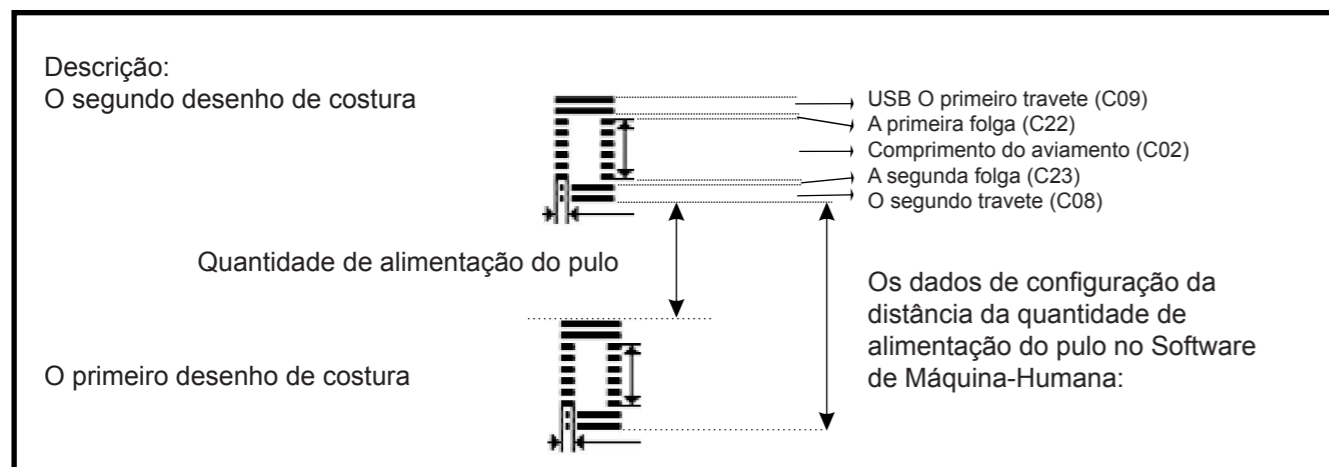 Descrição:
O segundo desenho de costura
USB O primeiro travete (C09)
A primeira folga (C22)
Comprimento do aviamento (C02)
A segunda folga (C23)
O segundo travete (C08)
Quantidade de alimentação do pulo
Os dados de configuração da
distância da quantidade de
alimentação do pulo no Software
de Máquina-Humana:
O primeiro desenho de costura